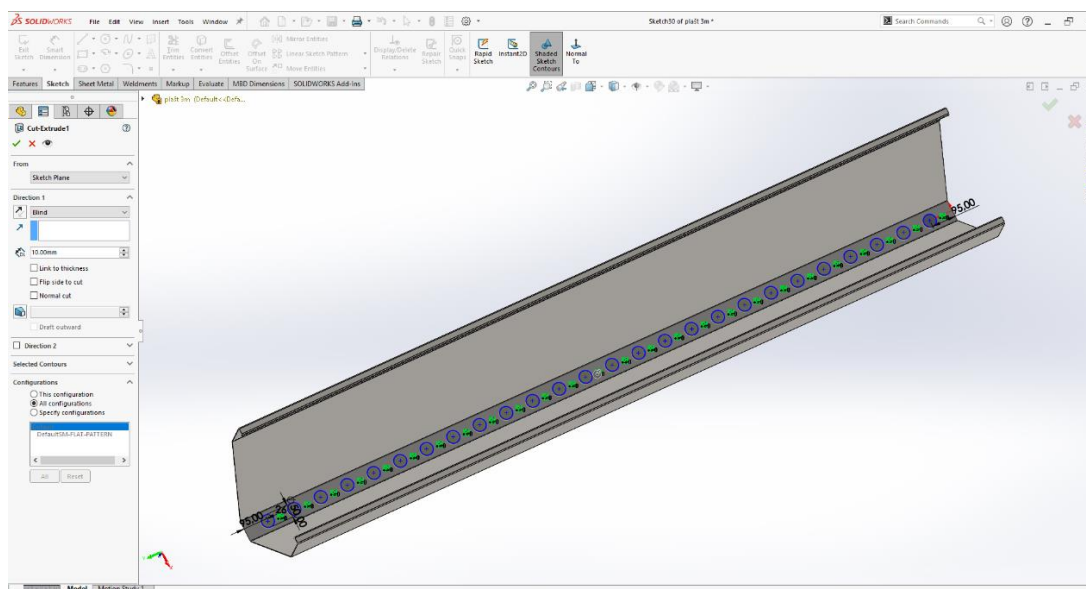 SOLIDWORKS File Edit View Insert Tools Window Sketch30 of plašt 3m * Search Commands
Exit Sketch
Smart Dimension
Trim Entities
Convert Entities
Offset Entities
Offset On Surface
Mirror Entities
Linear Sketch Pattern
Move Entities
Display/Delete Relations
Repair Sketch
Quick Snaps
Rapid Sketch
Instant2D
Shaded Sketch Contours
Normal To
Features Sketch Sheet Metal Weldments Markup Evaluate MBD Dimensions SOLIDWORKS Add-Ins
plašt 3m (Default<<Defa...
Cut-Extrude1
From
Sketch Plane
Direction 1
Blind
10.00mm
Link to thickness
Flip side to cut
Normal cut
Draft outward
Direction 2
Selected Contours
Configurations
This configuration
All configurations
Specify configurations
DefaultSM-FLAT-PATTERN
All Reset
95.00
95.00
Model Motion Study 1